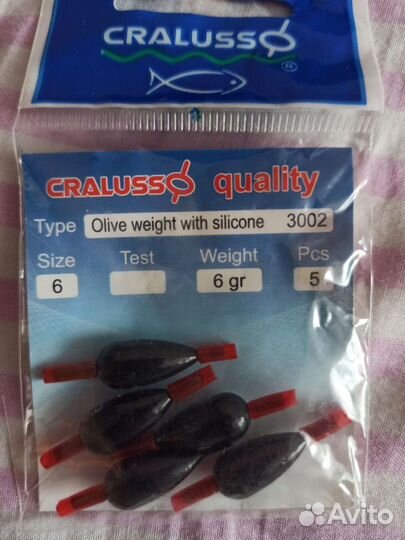 CRALUSSO
®
CRALUSSO quality
Type Olive weight with silicone 3002
Size Test Weight Pcs
6 6 gr 5
Avito